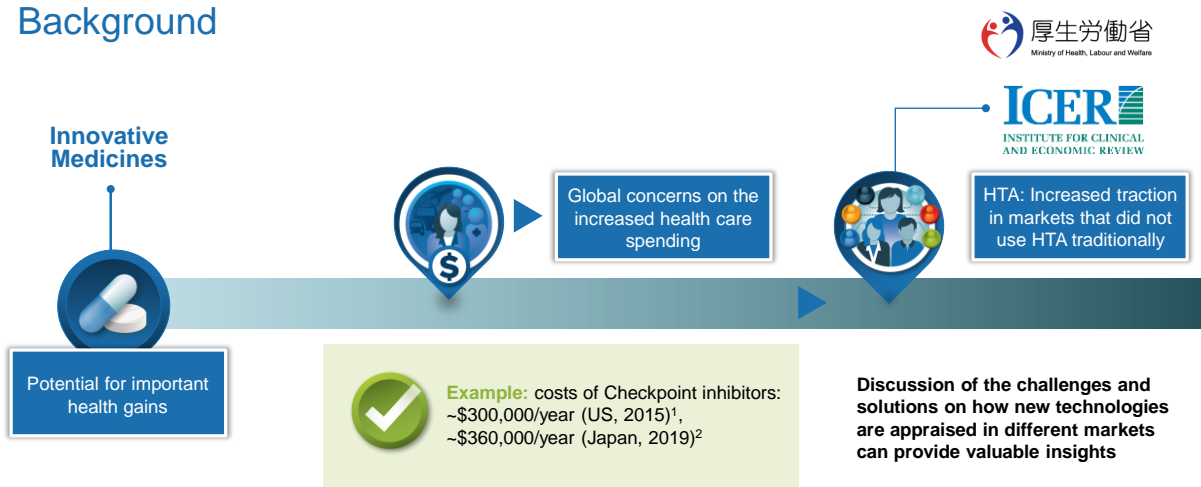 Background
厚生労働省
Ministry of Health, Labour and Welfare
ICER
INSTITUTE FOR CLINICAL
AND ECONOMIC REVIEW
Innovative
Medicines
Global concerns on the
increased health care
spending
HTA: Increased traction
in markets that did not
use HTA traditionally
$
Potential for important
health gains
Example: costs of Checkpoint inhibitors:
~$300,000/year (US, 2015)¹,
~$360,000/year (Japan, 2019)²
Discussion of the challenges and
solutions on how new technologies
are appraised in different markets
can provide valuable insights